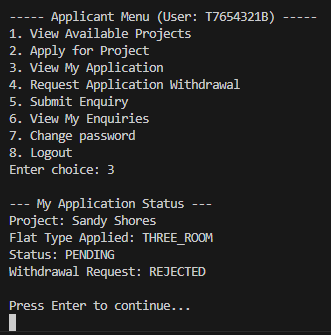 ----- Applicant Menu (User: T7654321B) -----
1. View Available Projects
2. Apply for Project
3. View My Application
4. Request Application Withdrawal
5. Submit Enquiry
6. View My Enquiries
7. Change password
8. Logout
Enter choice: 3
--- My Application Status ---
Project: Sandy Shores
Flat Type Applied: THREE_ROOM
Status: PENDING
Withdrawal Request: REJECTED
Press Enter to continue...